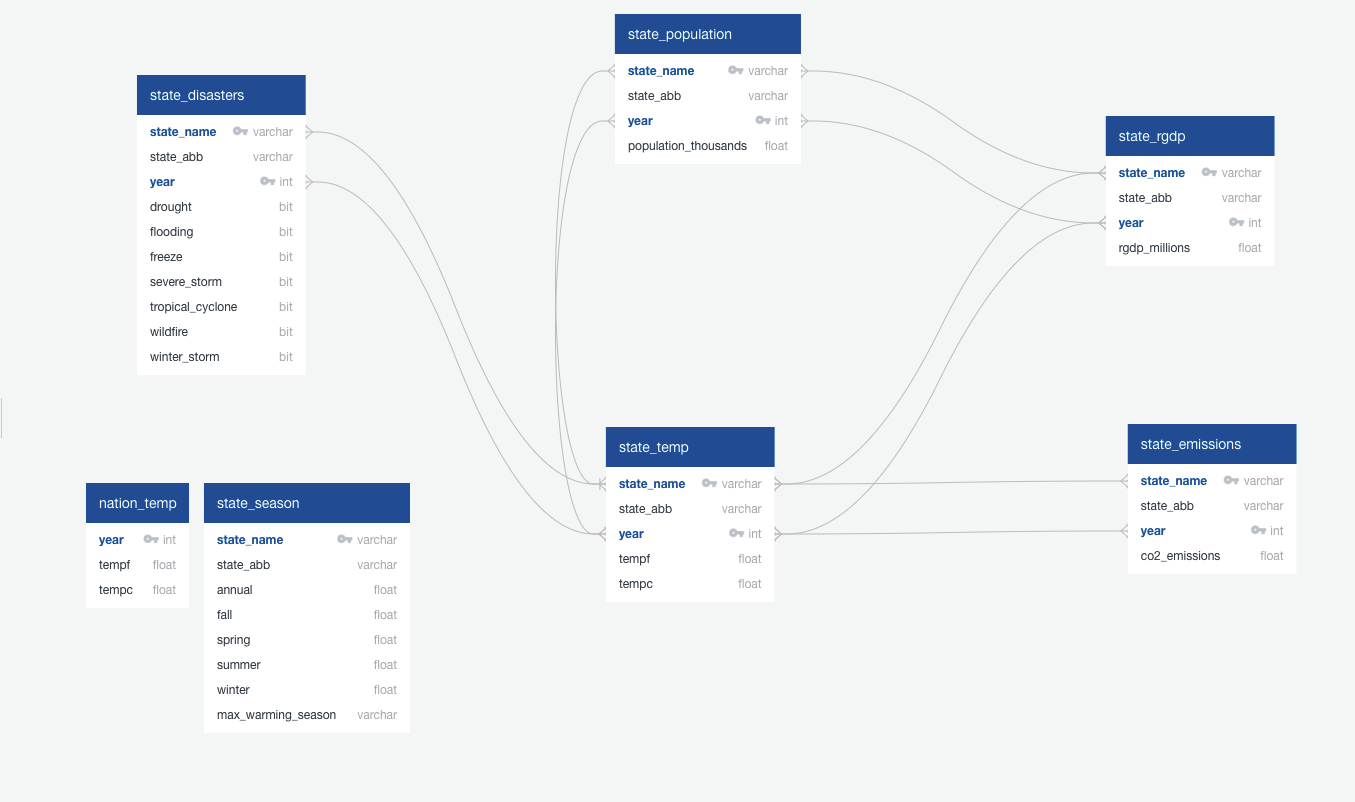 state_population
state_name varchar
state_abb varchar
year int
population_thousands float
state_disasters
state_name varchar
state_abb varchar
year int
drought bit
flooding bit
freeze bit
severe_storm bit
tropical_cyclone bit
wildfire bit
winter_storm bit
state_rgdp
state_name varchar
state_abb varchar
year int
rgdp_millions float
state_temp
state_name varchar
state_abb varchar
year int
tempf float
tempc float
state_emissions
state_name varchar
state_abb varchar
year int
co2_emissions float
nation_temp
year int
tempf float
tempc float
state_season
state_name varchar
state_abb varchar
annual float
fall float
spring float
summer float
winter float
max_warming_season varchar